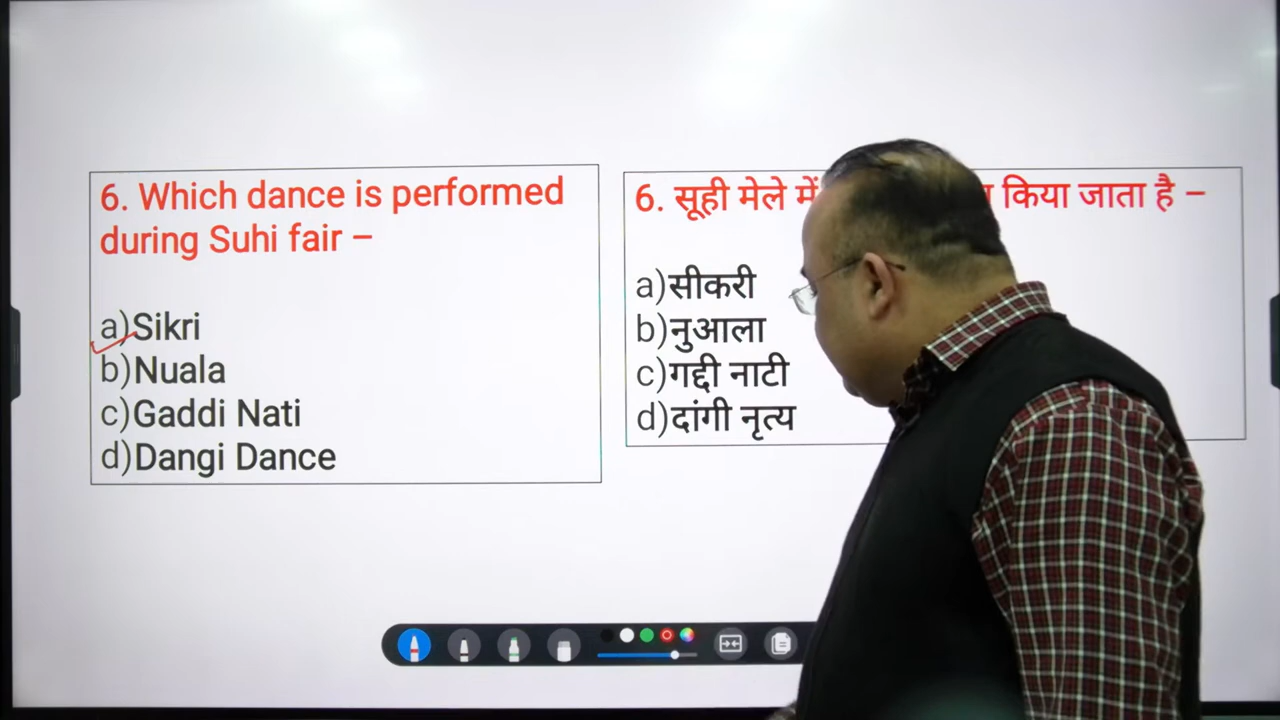 6. Which dance is performed
during Suhi fair –
a)Sikri
b)Nuala
c)Gaddi Nati
d)Dangi Dance
6. सूही मेले में किया जाता है –
a)सीकरी
b)नुआला
c)गद्दी नाटी
d)दांगी नृत्य